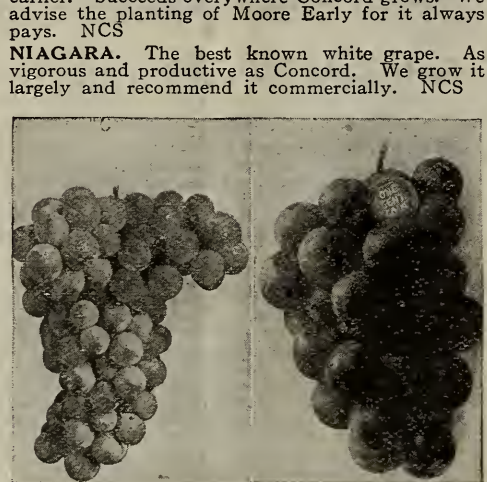 earlier. Succeeds everywhere Concord grows. We
advise the planting of Moore Early for it always
pays. NCS
NIAGARA. The best known white grape. As
vigorous and productive as Concord. We grow it
largely and recommend it commercially. NCS
ONE
CENT